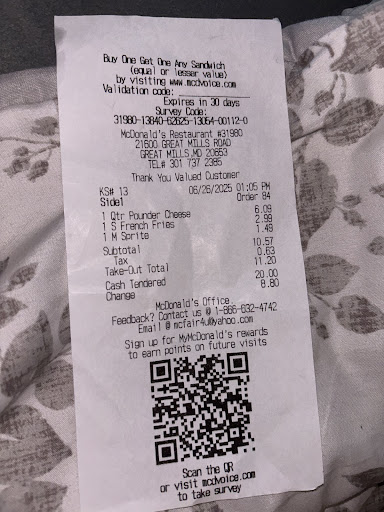 Buy One Get One Any Sandwich
(equal or lesser value)
by visiting www.mcdvoice.com
Validation code: _______________
Expires in 30 days
Survey Code:
31980-13840-62625-13054-00112-0
McDonald's Restaurant #31980
21600 GREAT MILLS ROAD
GREAT MILLS,MD 20653
TEL# 301 737 2385
Thank You Valued Customer
KS# 13 06/26/2025 01:05 PM
Side1 Order 84
1 Qtr Pounder Cheese 6.09
1 S French Fries 2.99
1 M Sprite 1.49
Subtotal 10.57
Tax 0.63
Take-Out Total 11.20
Cash Tendered 20.00
Change 8.80
McDonald's Office
Feedback? Contact us @ 1-866-632-4742
Email @ mcfair4u@yahoo.com
Sign up for MyMcDonald's rewards
to earn points on future visits
Scan the QR
or visit mcdvoice.com
to take survey